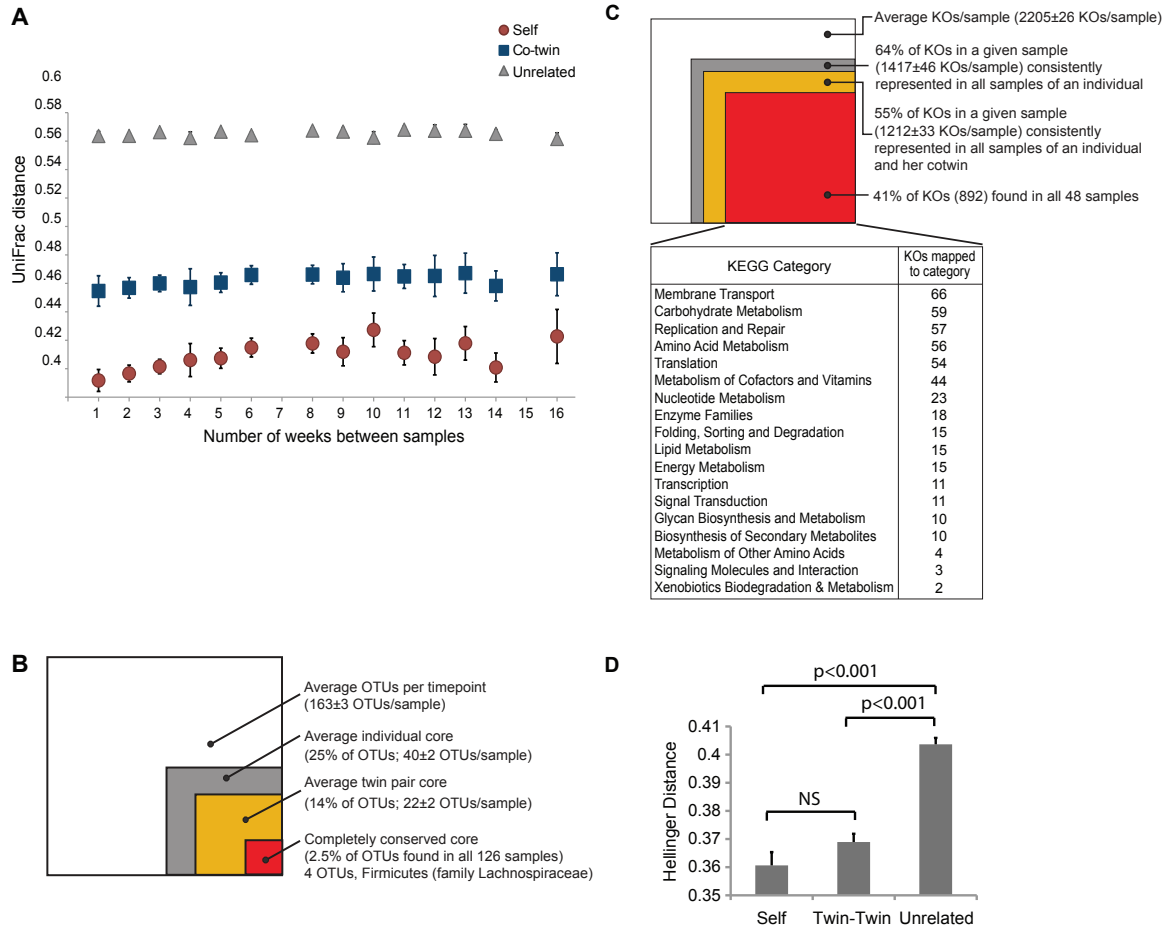 A
Self
Co-twin
Unrelated
0.6
0.56
0.54
0.5
0.48
0.44
0.4
UniFrac distance
1 2 3 4 5 6 7 8 9 10 11 12 13 14 15 16
Number of weeks between samples
B
Average OTUs per timepoint
(163±3 OTUs/sample)
Average individual core
(25% of OTUs; 40±2 OTUs/sample)
Average twin pair core
(14% of OTUs; 22±2 OTUs/sample)
Completely conserved core
(2.5% of OTUs found in all 126 samples)
4 OTUs, Firmicutes (family Lachnospiraceae)
C
Average KOs/sample (2205±26 KOs/sample)
64% of KOs in a given sample
(1417±46 KOs/sample) consistently
represented in all samples of an individual
55% of KOs in a given sample
(1212±33 KOs/sample) consistently
represented in all samples of an individual
and her cotwin
41% of KOs (892) found in all 48 samples
KEGG Category KOs mapped
to category
Membrane Transport 66
Carbohydrate Metabolism 59
Replication and Repair 57
Amino Acid Metabolism 56
Translation 54
Metabolism of Cofactors and Vitamins 44
Nucleotide Metabolism 23
Enzyme Families 18
Folding, Sorting and Degradation 15
Lipid Metabolism 15
Energy Metabolism 15
Transcription 11
Signal Transduction 11
Glycan Biosynthesis and Metabolism 10
Biosynthesis of Secondary Metabolites 10
Metabolism of Other Amino Acids 4
Signaling Molecules and Interaction 3
Xenobiotics Biodegradation & Metabolism 2
D
p<0.001
p<0.001
NS
0.41
0.4
0.39
0.38
0.37
0.36
0.35
Hellinger Distance
Self Twin-Twin Unrelated